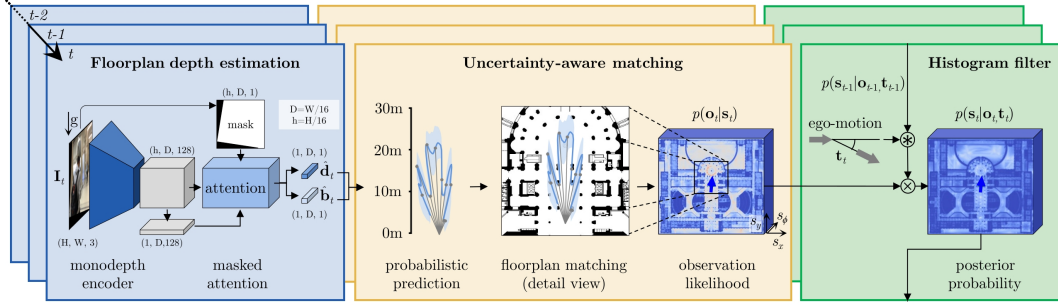 t-2
t-1
t
Floorplan depth estimation
g
(h, D, 1)
mask
D=W/16
h=H/16
I_t
(h, D, 128)
attention
(1, D, 1)
d̂_t
b̂_t
(1, D, 1)
(H, W, 3)
(1, D,128)
monodepth
encoder
masked
attention
Uncertainty-aware matching
30m
20m
10m
0m
p(o_t|s_t)
s_y
s_ϕ
s_x
probabilistic
prediction
floorplan matching
(detail view)
observation
likelihood
Histogram filter
p(s_t-1|o_t-1,t_t-1)
ego-motion
t_t
p(s_t|o_t,t_t)
posterior
probability